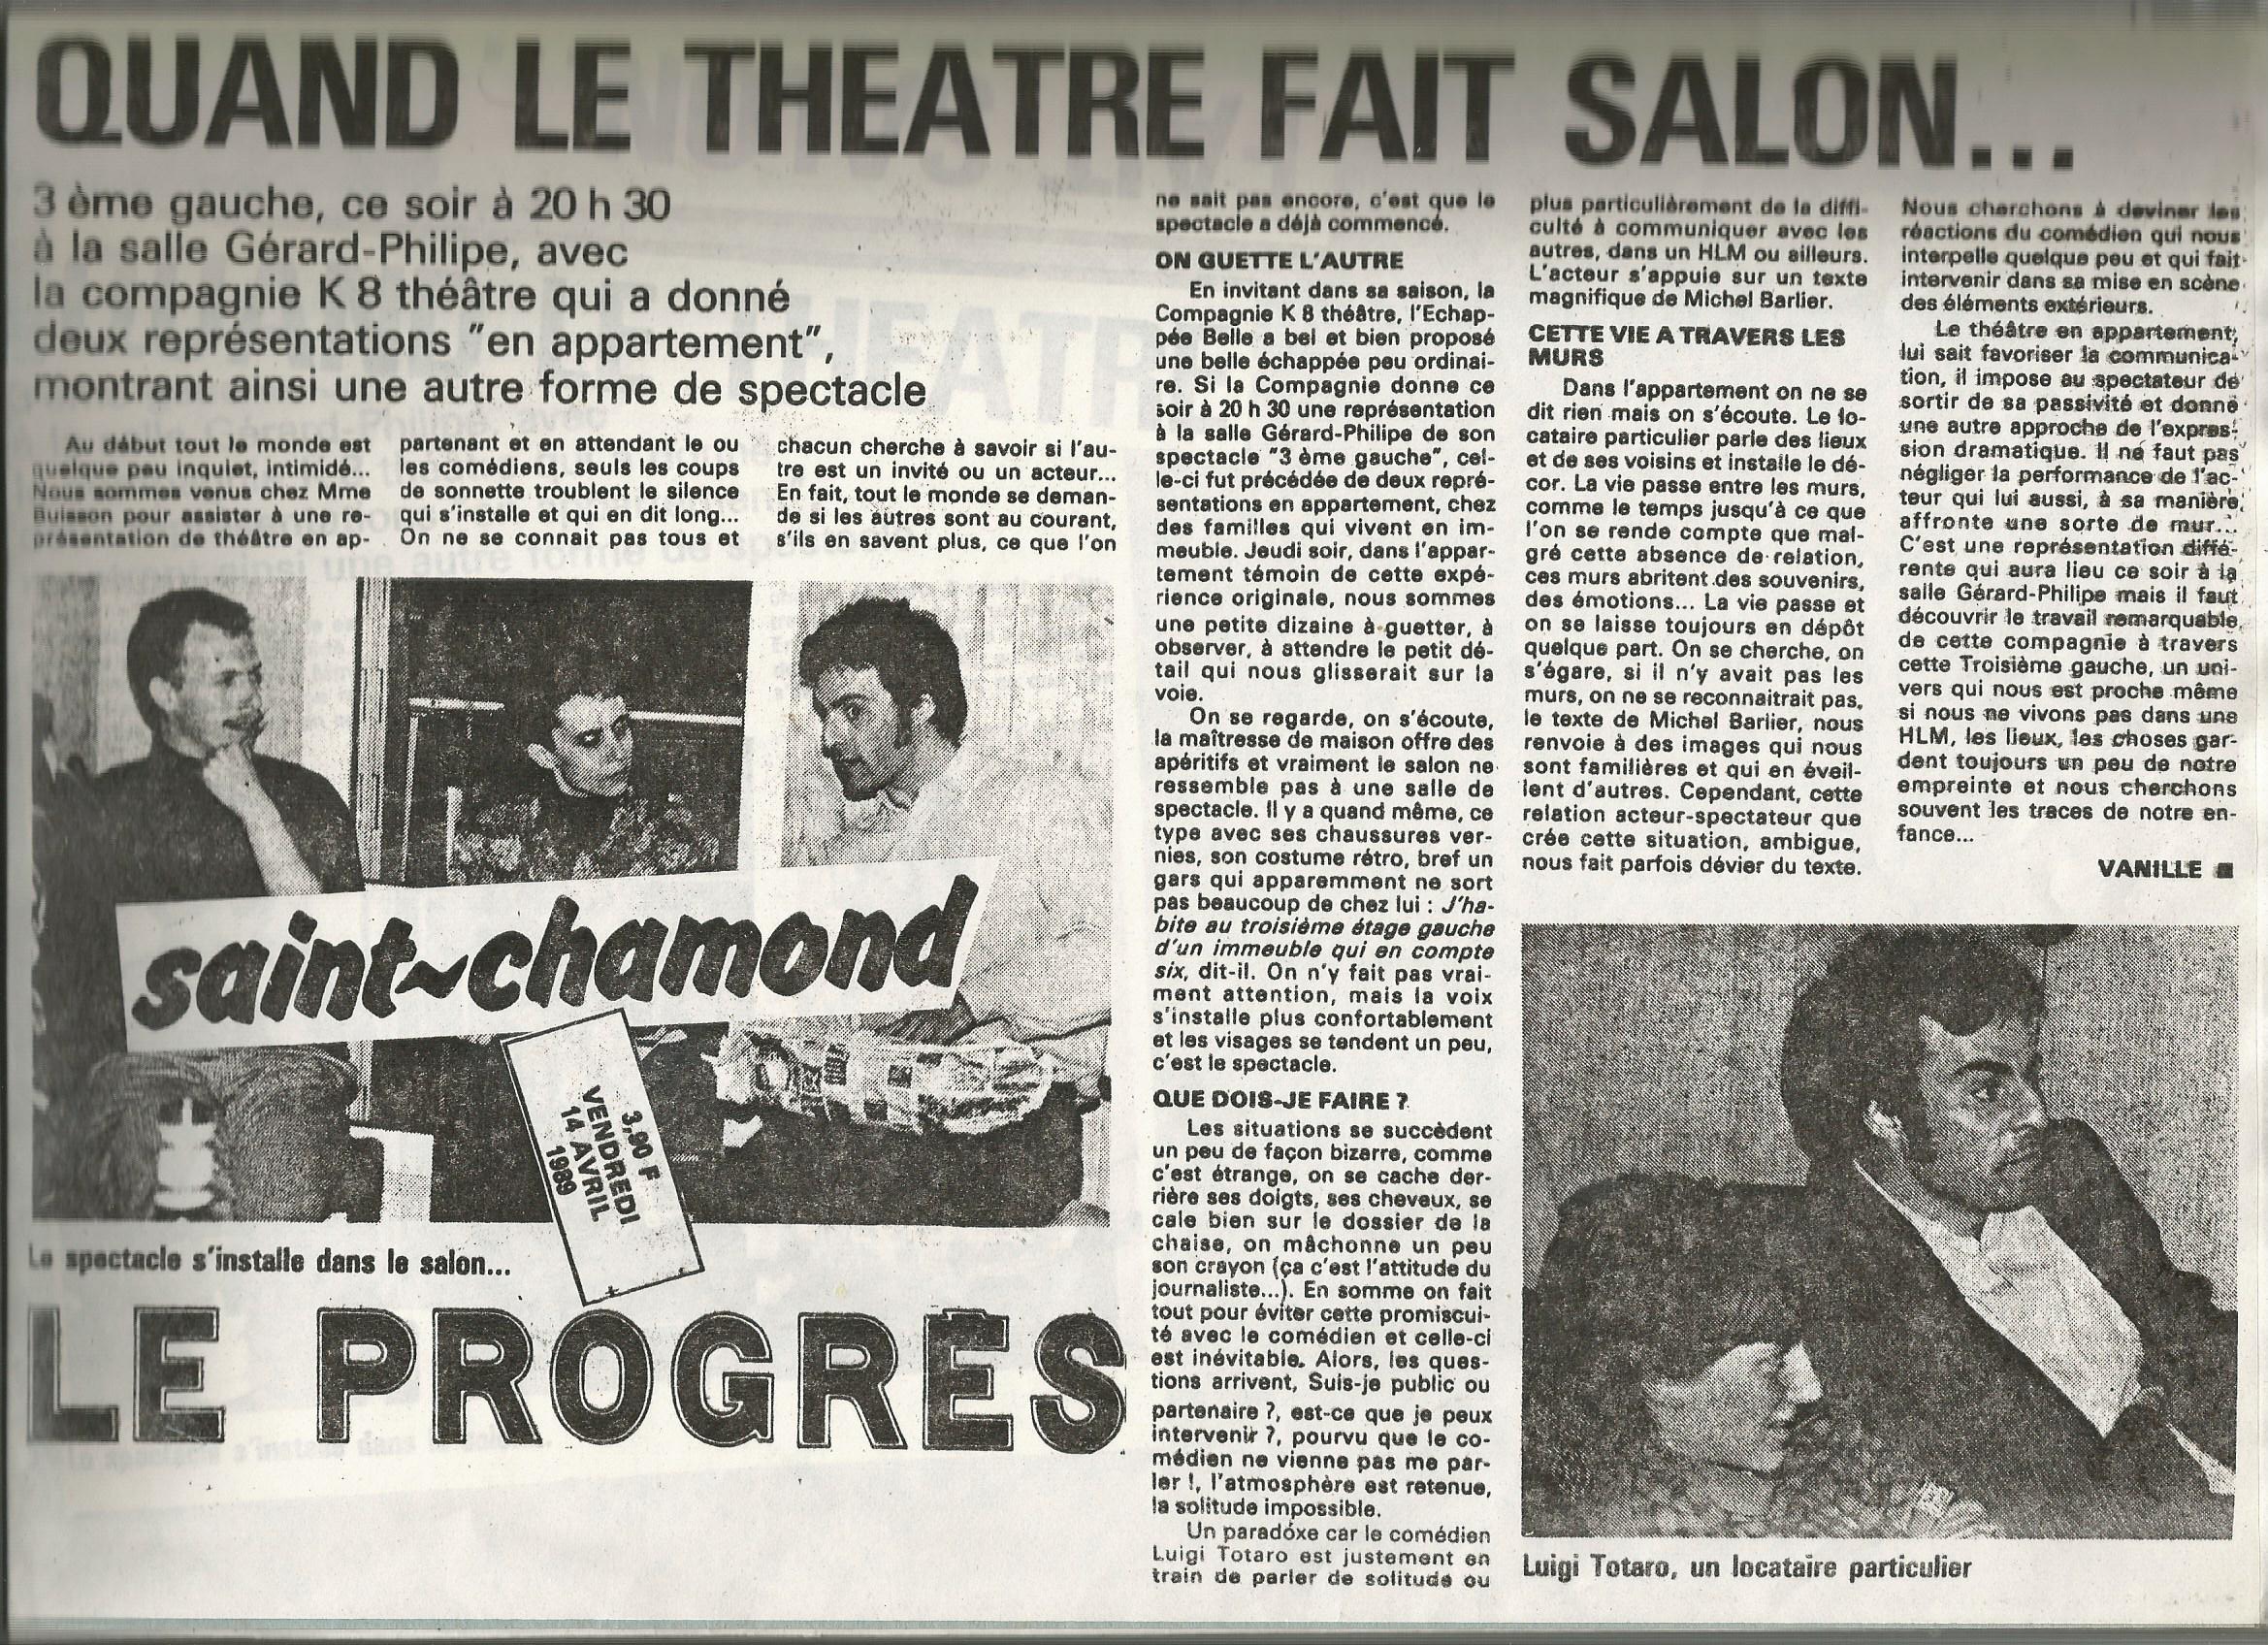 QUAND LE THEATRE FAIT SALON...
3 ème gauche, ce soir à 20 h 30
à la salle Gérard-Philipe, avec
la compagnie K 8 théâtre qui a donné
deux représentations "en appartement",
montrant ainsi une autre forme de spectacle
Au début tout le monde est
quelque peu inquiet, intimidé...
Nous sommes venus chez Mme
Buisson pour assister à une re-
présentation de théâtre en ap-
partenant et en attendant le ou
les comédiens, seuls les coups
de sonnette troublent le silence
qui s'installe et qui en dit long...
On ne se connait pas tous et
chacun cherche à savoir si l'au-
tre est un invité ou un acteur...
En fait, tout le monde se deman-
de si les autres sont au courant,
s'ils en savent plus, ce que l'on
ne sait pas encore, c'est que le
spectacle a déjà commencé.
ON GUETTE L'AUTRE
En invitant dans sa saison, la
Compagnie K 8 théâtre, l'Echap-
pée Belle a bel et bien proposé
une belle échappée peu ordinai-
re. Si la Compagnie donne ce
soir à 20 h 30 une représentation
à la salle Gérard-Philipe de son
spectacle "3 ème gauche", cel-
le-ci fut précédée de deux repré-
sentations en appartement, chez
des familles qui vivent en im-
meuble. Jeudi soir, dans l'appar-
tement témoin de cette expé-
rience originale, nous sommes
une petite dizaine à guetter, à
observer, à attendre le petit dé-
tail qui nous glisserait sur la
voie.
On se regarde, on s'écoute,
la maîtresse de maison offre des
apéritifs et vraiment le salon ne
ressemble pas à une salle de
spectacle. Il y a quand même, ce
type avec ses chaussures ver-
nies, son costume rétro, bref un
gars qui apparemment ne sort
pas beaucoup de chez lui : J'ha-
bite au troisième étage gauche
d'un immeuble qui en compte
six, dit-il. On n'y fait pas vrai-
ment attention, mais la voix
s'installe plus confortablement
et les visages se tendent un peu,
c'est le spectacle.
QUE DOIS-JE FAIRE ?
Les situations se succèdent
un peu de façon bizarre, comme
c'est étrange, on se cache der-
rière ses doigts, ses cheveux, se
cale bien sur le dossier de la
chaise, on mâchonne un peu
son crayon (ça c'est l'attitude du
journaliste...). En somme on fait
tout pour éviter cette promiscui-
té avec le comédien et celle-ci
est inévitable. Alors, les ques-
tions arrivent, Suis-je public ou
partenaire ?, est-ce que je peux
intervenir ?, pourvu que le co-
médien ne vienne pas me par-
ler !, l'atmosphère est retenue,
la solitude impossible.
Un paradóxe car le comédien
Luigi Totaro est justement en
train de parler de solitude ou
plus particulièrement de la diffi-
culté à communiquer avec les
autres, dans un HLM ou ailleurs.
L'acteur s'appuie sur un texte
magnifique de Michel Barlier.
CETTE VIE A TRAVERS LES
MURS
Dans l'appartement on ne se
dit rien mais on s'écoute. Le lo-
cataire particulier parle des lieux
et de ses voisins et installe le dé-
cor. La vie passe entre les murs,
comme le temps jusqu'à ce que
l'on se rende compte que mal-
gré cette absence de relation,
ces murs abritent des souvenirs,
des émotions... La vie passe et
on se laisse toujours en dépôt
quelque part. On se cherche, on
s'égare, si il n'y avait pas les
murs, on ne se reconnaitrait pas,
le texte de Michel Barlier, nous
renvoie à des images qui nous
sont familières et qui en éveil-
lent d'autres. Cependant, cette
relation acteur-spectateur que
crée cette situation, ambigue,
nous fait parfois dévier du texte.
Nous cherchons à deviner les
réactions du comédien qui nous
interpelle quelque peu et qui fait
intervenir dans sa mise en scène
des éléments extérieurs.
Le théâtre en appartement,
lui sait favoriser la communica-
tion, il impose au spectateur de
sortir de sa passivité et donne
une autre approche de l'expres-
sion dramatique. Il ne faut pas
négliger la performance de l'ac-
teur qui lui aussi, à sa manière,
affronte une sorte de mur...
C'est une représentation diffé-
rente qui aura lieu ce soir à la
salle Gérard-Philipe mais il faut
découvrir le travail remarquable
de cette compagnie à travers
cette Troisième gauche, un uni-
vers qui nous est proche même
si nous ne vivons pas dans une
HLM, les lieux, les choses gar-
dent toujours un peu de notre
empreinte et nous cherchons
souvent les traces de notre en-
fance...
VANILLE
saint-chamond
3,90 F
VENDREDI
14 AVRIL
1989
Le spectacle s'installe dans le salon...
LE PROGRES
Luigi Totaro, un locataire particulier